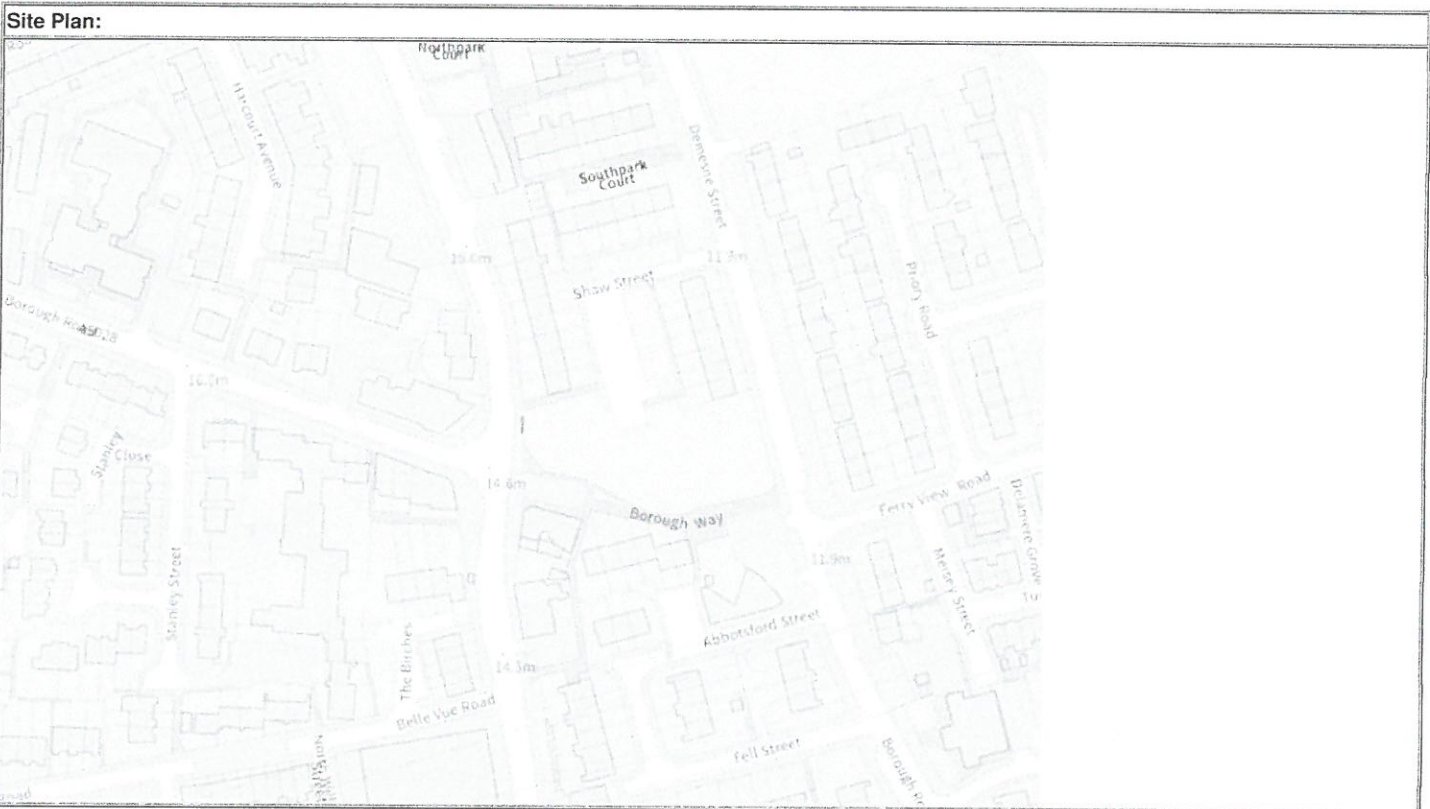 Site Plan:
Northpark
Court
Harcourt Avenue
Demesne Street
Southpark
Court
Shaw Street
Priory Road
Borough Road
Stanley
Close
14.6m
Borough Way
Ferry View Road
Delamere Grove
11.9m
Mersey Street
Stanley Street
Abbotsford Street
The Birches
14.3m
Belle Vue Road
Fell Street
Borough